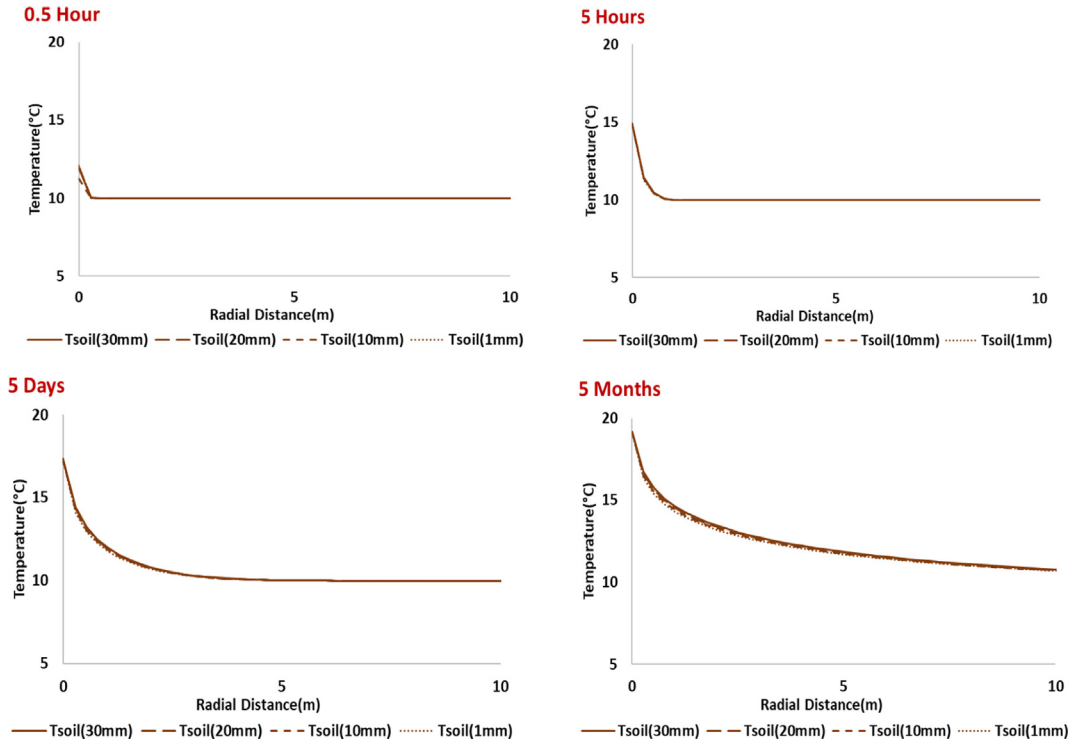 0.5 Hour
20
15
10
5
Temperature(°C)
0 5 10
Radial Distance(m)
Tsoil(30mm) Tsoil(20mm) Tsoil(10mm) Tsoil(1mm)
5 Hours
20
15
10
5
Temperature(°C)
0 5 10
Radial Distance(m)
Tsoil(30mm) Tsoil(20mm) Tsoil(10mm) Tsoil(1mm)
5 Days
20
15
10
5
Temperature(°C)
0 5 10
Radial Distance(m)
Tsoil(30mm) Tsoil(20mm) Tsoil(10mm) Tsoil(1mm)
5 Months
20
15
10
5
Temperature(°C)
0 5 10
Radial Distance(m)
Tsoil(30mm) Tsoil(20mm) Tsoil(10mm) Tsoil(1mm)